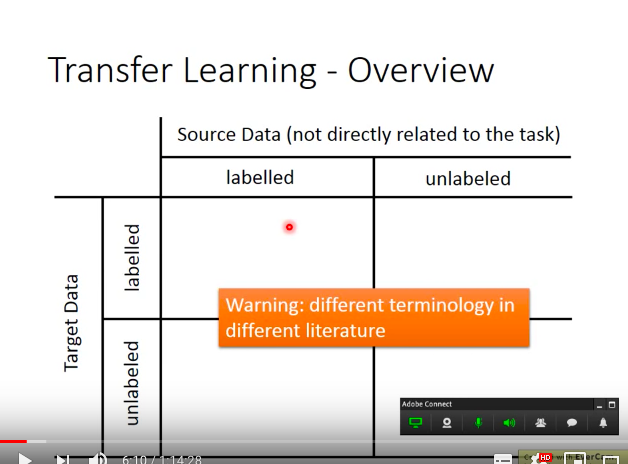 Transfer Learning - Overview
Source Data (not directly related to the task)
labelled
unlabeled
Target Data
labelled
Warning: different terminology in
different literature
unlabeled
Adobe Connect
6:10 / 1:14:28
HD